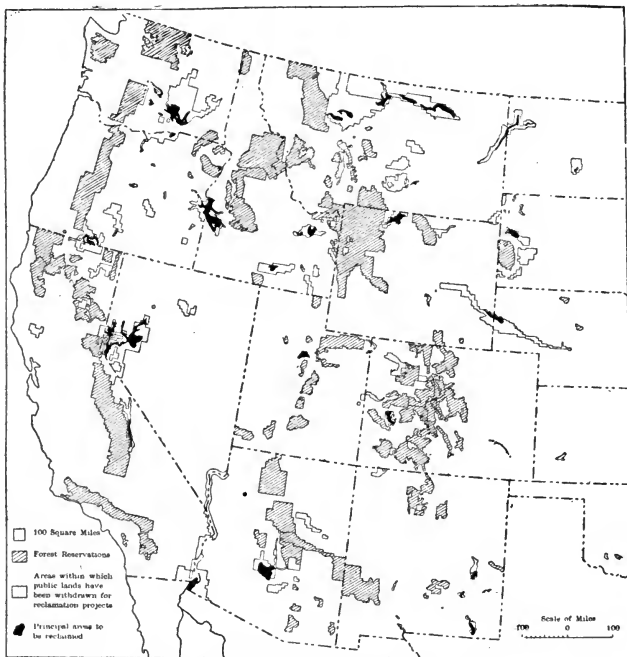 100 Square Miles
Forest Reservations
Areas within which
public lands have
been withdrawn for
reclamation projects
Principal areas to
be reclaimed
Scale of Miles
100 0 100